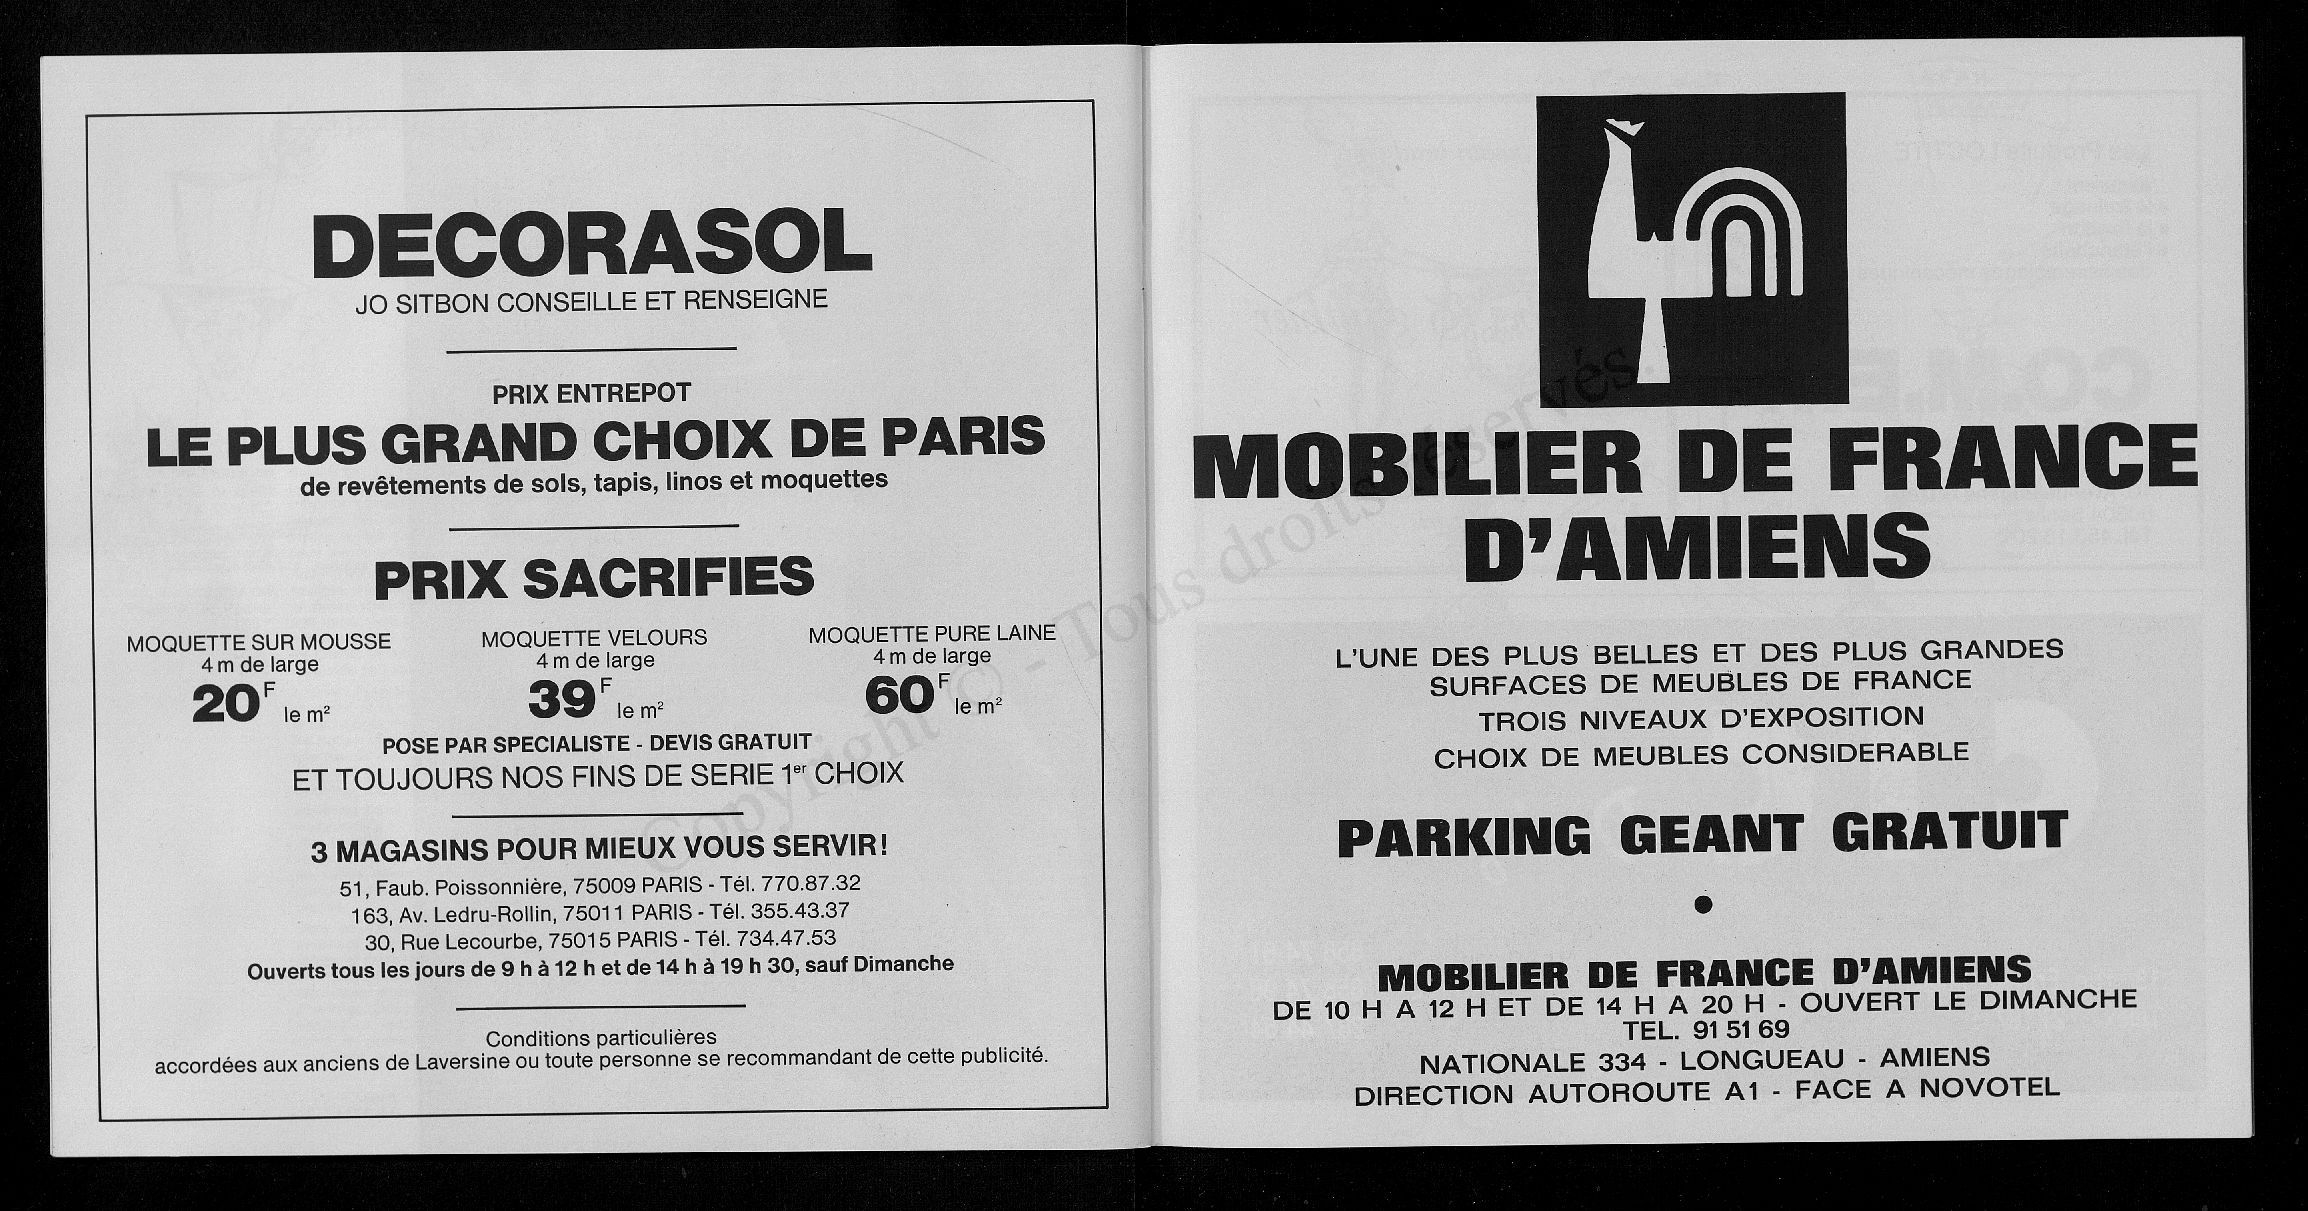 DECORASOL
JO SITBON CONSEILLE ET RENSEIGNE
PRIX ENTREPOT
LE PLUS GRAND CHOIX DE PARIS
de revêtements de sols, tapis, linos et moquettes
PRIX SACRIFIES
MOQUETTE SUR MOUSSE
4 m de large
20 F le m²
MOQUETTE VELOURS
4 m de large
39 F le m²
MOQUETTE PURE LAINE
4 m de large
60 F le m²
POSE PAR SPECIALISTE - DEVIS GRATUIT
ET TOUJOURS NOS FINS DE SERIE 1er CHOIX
3 MAGASINS POUR MIEUX VOUS SERVIR!
51, Faub. Poissonnière, 75009 PARIS - Tél. 770.87.32
163, Av. Ledru-Rollin, 75011 PARIS - Tél. 355.43.37
30, Rue Lecourbe, 75015 PARIS - Tél. 734.47.53
Ouverts tous les jours de 9 h à 12 h et de 14 h à 19 h 30, sauf Dimanche
Conditions particulières
accordées aux anciens de Laversine ou toute personne se recommandant de cette publicité.
MOBILIER DE FRANCE
D'AMIENS
L'UNE DES PLUS BELLES ET DES PLUS GRANDES
SURFACES DE MEUBLES DE FRANCE
TROIS NIVEAUX D'EXPOSITION
CHOIX DE MEUBLES CONSIDERABLE
PARKING GEANT GRATUIT
●
MOBILIER DE FRANCE D'AMIENS
DE 10 H A 12 H ET DE 14 H A 20 H - OUVERT LE DIMANCHE
TEL. 91 51 69
NATIONALE 334 - LONGUEAU - AMIENS
DIRECTION AUTOROUTE A1 - FACE A NOVOTEL
Copyright © - Tous droits réservés.